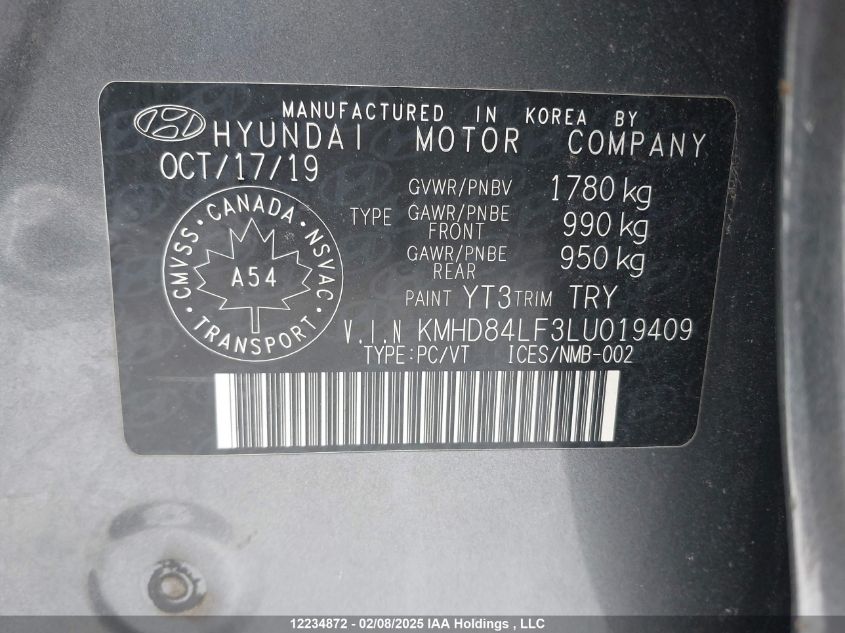 MANUFACTURED IN KOREA BY
HYUNDAI MOTOR COMPANY
OCT/17/19
GVWR/PNBV 1780 kg
TYPE GAWR/PNBE FRONT 990 kg
GAWR/PNBE REAR 950 kg
PAINT YT3 TRIM TRY
CMVSS · CANADA · NSVAC · TRANSPORT ·
A54
V.I.N KMHD84LF3LU019409
TYPE:PC/VT ICES/NMB-002
12234872 - 02/08/2025 IAA Holdings , LLC